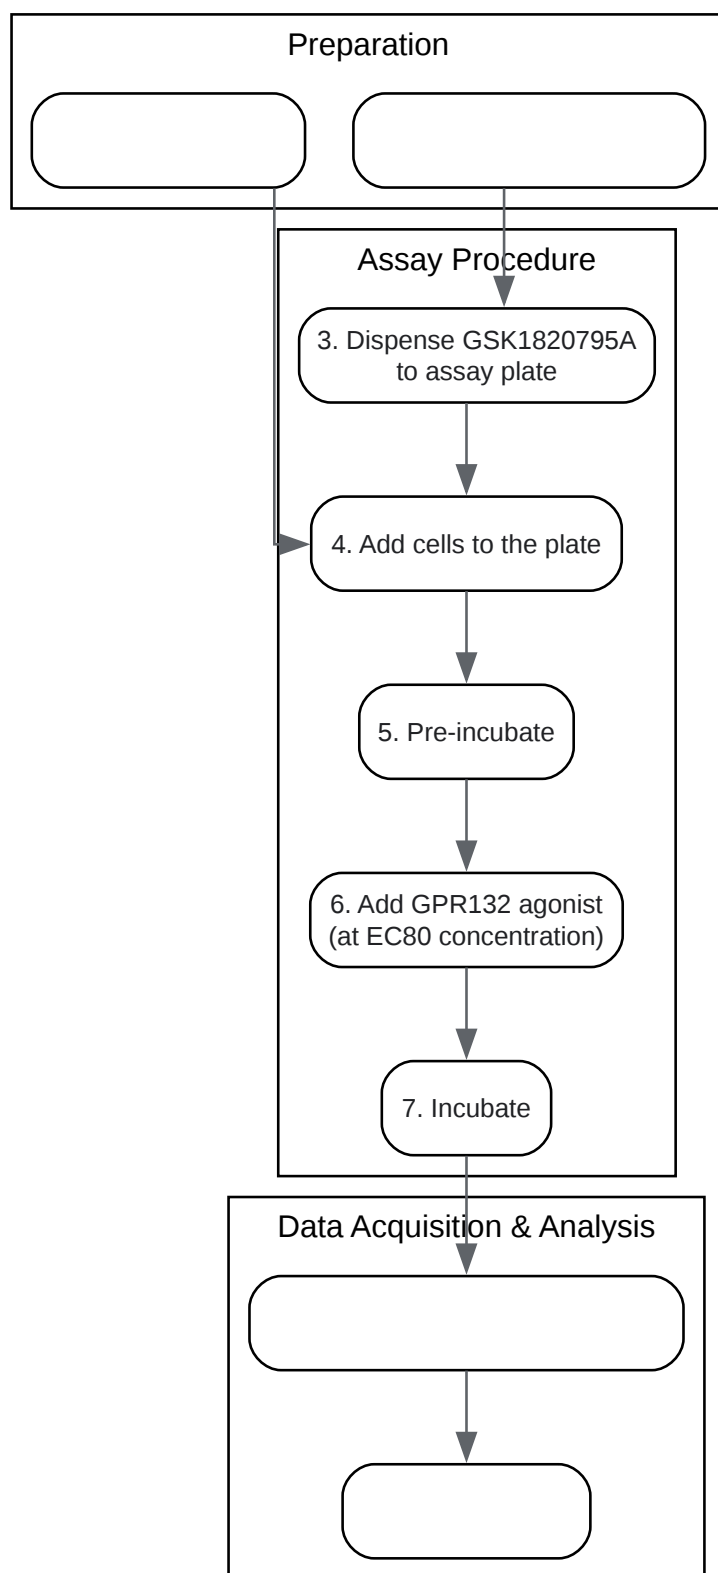 Preparation
Assay Procedure
3. Dispense GSK1820795A
to assay plate
4. Add cells to the plate
5. Pre-incubate
6. Add GPR132 agonist
(at EC80 concentration)
7. Incubate
Data Acquisition & Analysis